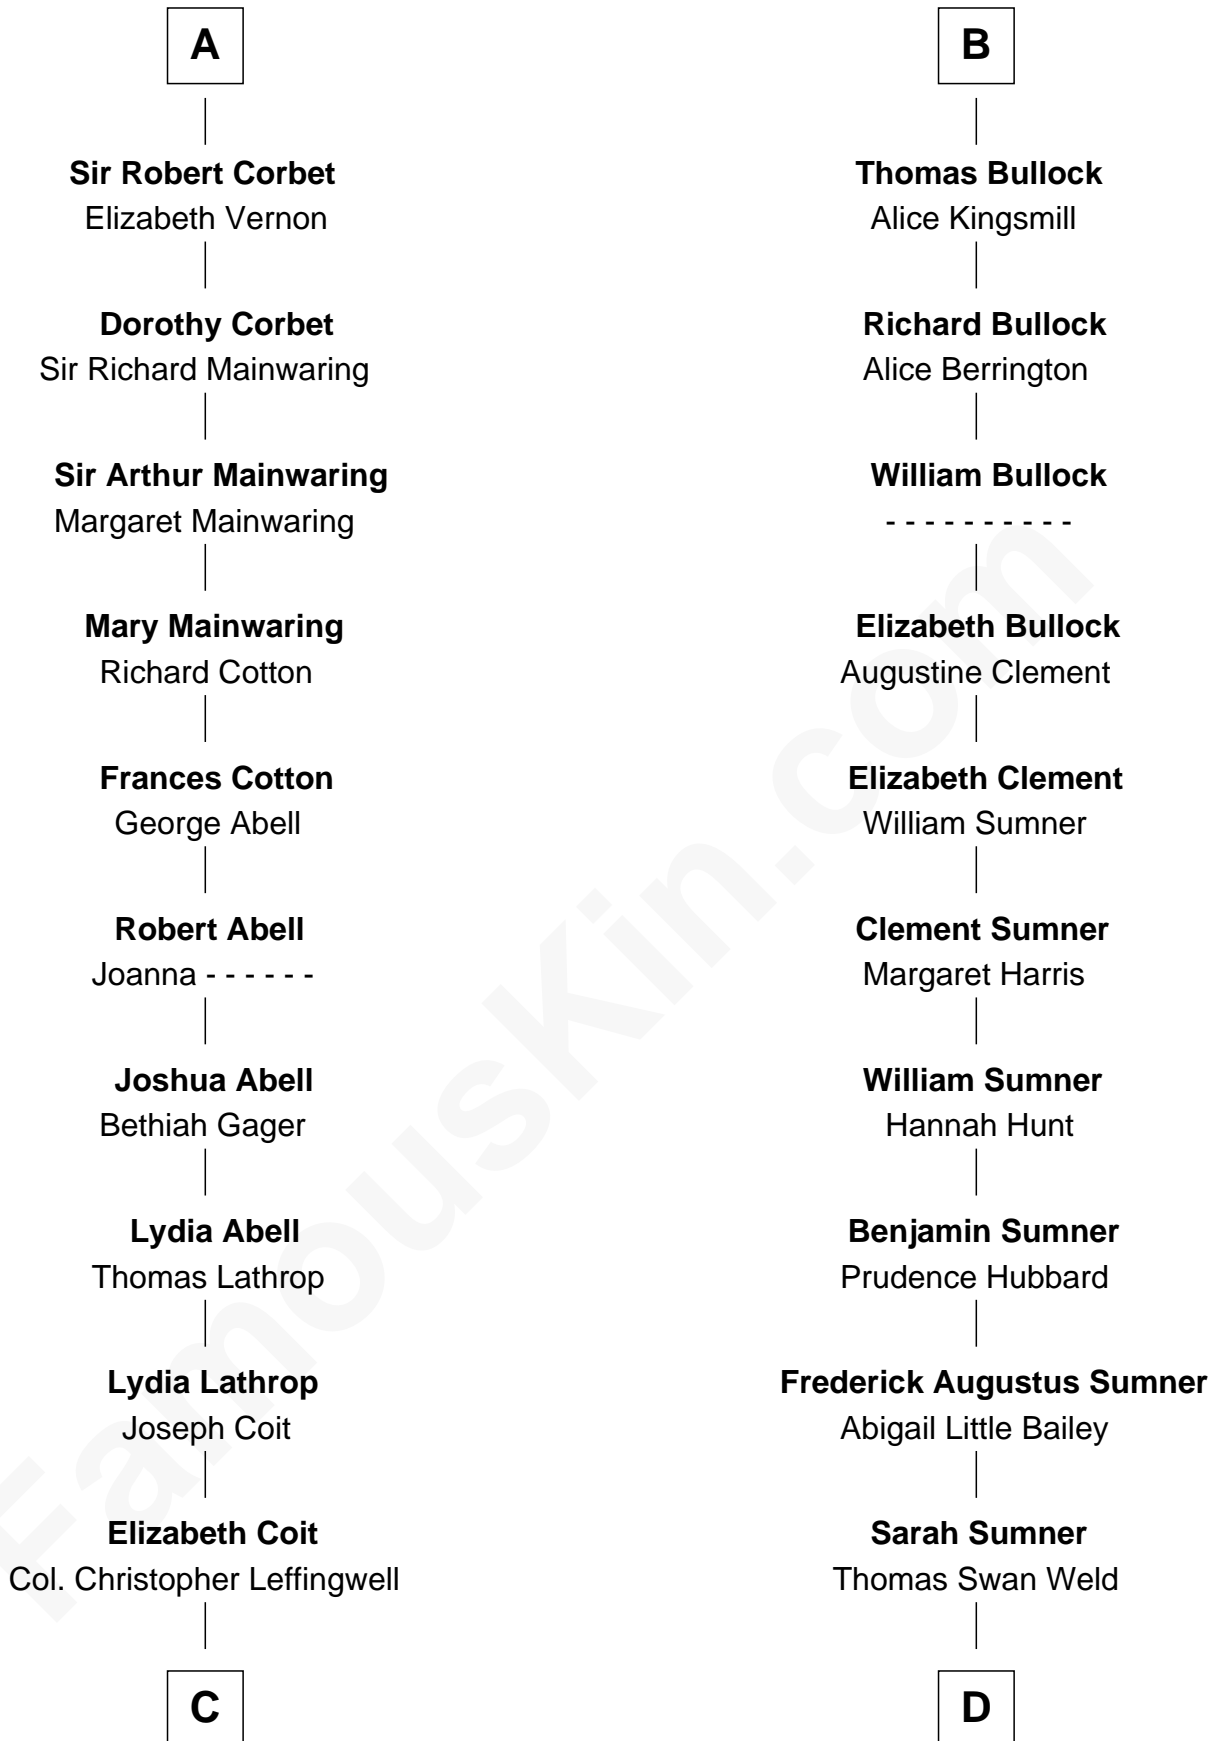 A
Sir Robert Corbet
Elizabeth Vernon
Dorothy Corbet
Sir Richard Mainwaring
Sir Arthur Mainwaring
Margaret Mainwaring
Mary Mainwaring
Richard Cotton
Frances Cotton
George Abell
Robert Abell
Joanna - - - - - -
Joshua Abell
Bethiah Gager
Lydia Abell
Thomas Lathrop
Lydia Lathrop
Joseph Coit
Elizabeth Coit
Col. Christopher Leffingwell
C
B
Thomas Bullock
Alice Kingsmill
Richard Bullock
Alice Berrington
William Bullock
- - - - - - - - - -
Elizabeth Bullock
Augustine Clement
Elizabeth Clement
William Sumner
Clement Sumner
Margaret Harris
William Sumner
Hannah Hunt
Benjamin Sumner
Prudence Hubbard
Frederick Augustus Sumner
Abigail Little Bailey
Sarah Sumner
Thomas Swan Weld
D
FamousKin.com